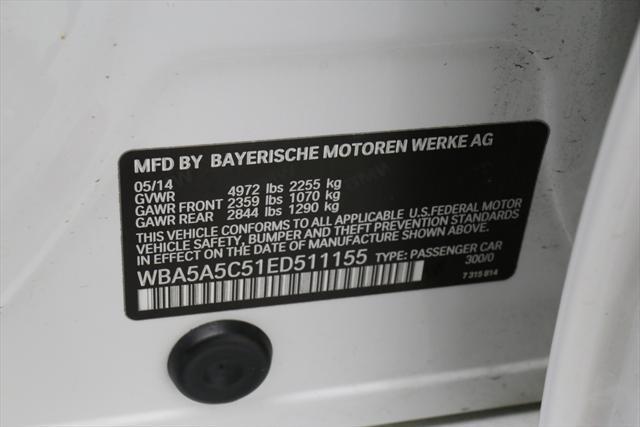 MFD BY BAYERISCHE MOTOREN WERKE AG
05/14
GVWR 4972 lbs 2255 kg
GAWR FRONT 2359 lbs 1070 kg
GAWR REAR 2844 lbs 1290 kg
THIS VEHICLE CONFORMS TO ALL APPLICABLE U.S. FEDERAL MOTOR
VEHICLE SAFETY, BUMPER AND THEFT PREVENTION STANDARDS
IN EFFECT ON THE DATE OF MANUFACTURE SHOWN ABOVE.
WBA5A5C51ED511155 TYPE: PASSENGER CAR
300/0
7 315 814